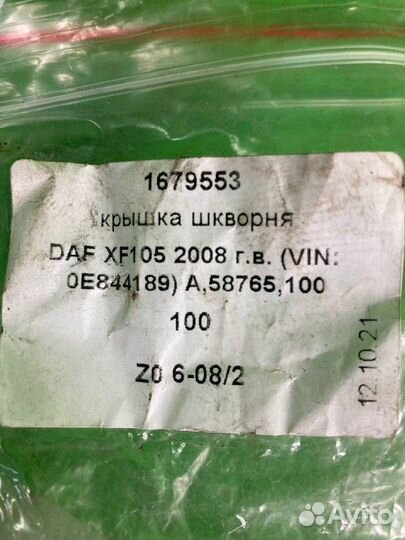 1679553
крышка шкворня
DAF XF105 2008 г.в. (VIN:
0E844189) A,58765,100
100
Z0 6-08/2
12.10.21
Avito